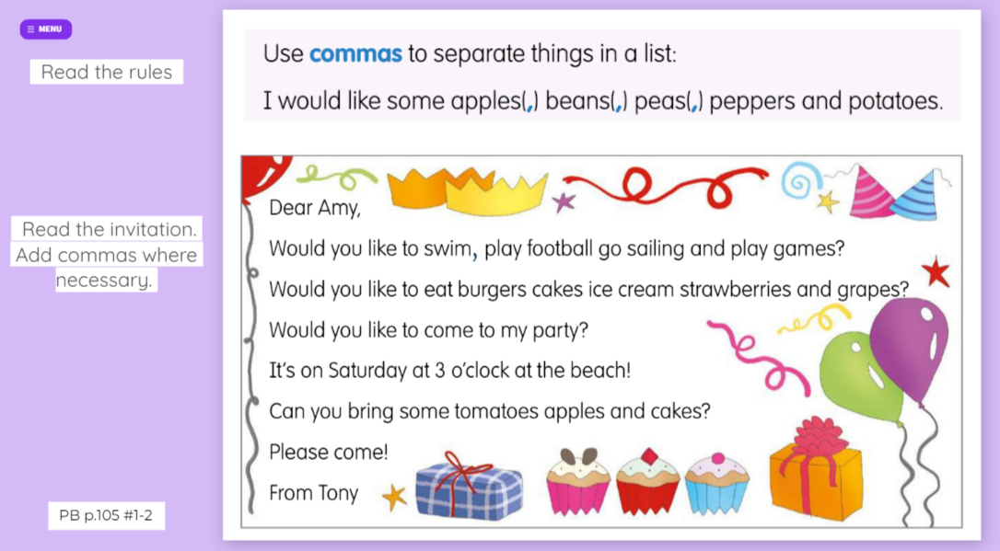 ≡ MENU
Read the rules
Use commas to separate things in a list:
I would like some apples(,) beans(,) peas(,) peppers and potatoes.
Read the invitation.
Add commas where
necessary.
Dear Amy,
Would you like to swim, play football go sailing and play games?
Would you like to eat burgers cakes ice cream strawberries and grapes?
Would you like to come to my party?
It's on Saturday at 3 o'clock at the beach!
Can you bring some tomatoes apples and cakes?
Please come!
From Tony
PB p.105 #1-2